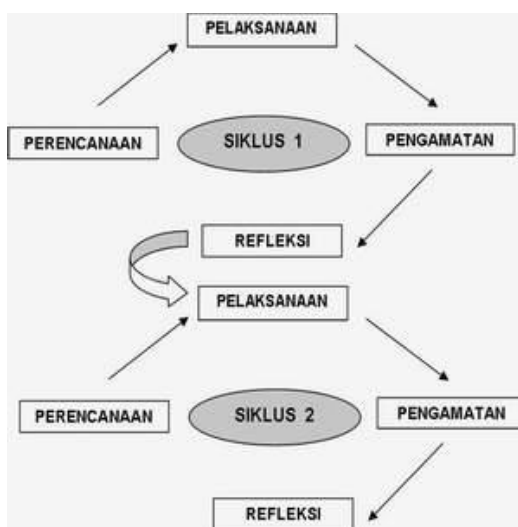 PELAKSANAAN
PERENCANAAN
SIKLUS 1
PENGAMATAN
REFLEKSI
PELAKSANAAN
PERENCANAAN
SIKLUS 2
PENGAMATAN
REFLEKSI